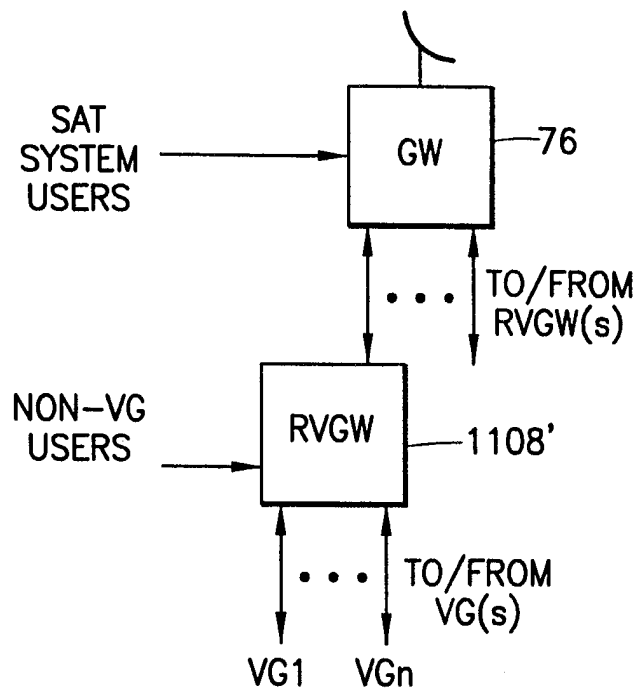 SAT
SYSTEM
USERS
GW
76
TO/FROM
RVGW(s)
NON-VG
USERS
RVGW
1108'
TO/FROM
VG(s)
VG1
VGn